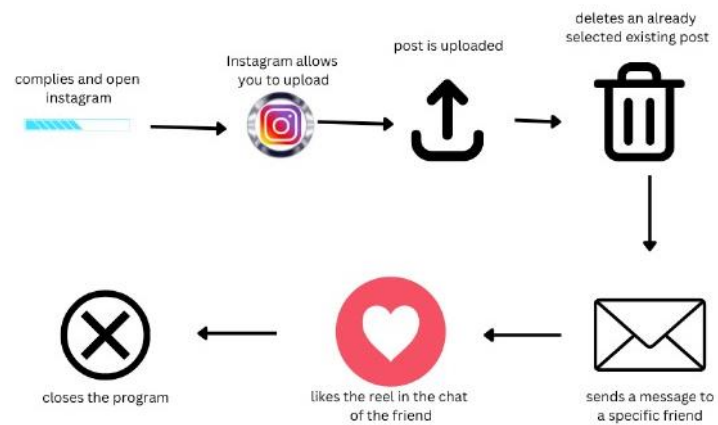 complies and open
instagram
Instagram allows
you to upload
post is uploaded
deletes an already
selected existing post
sends a message to
a specific friend
likes the reel in the chat
of the friend
closes the program